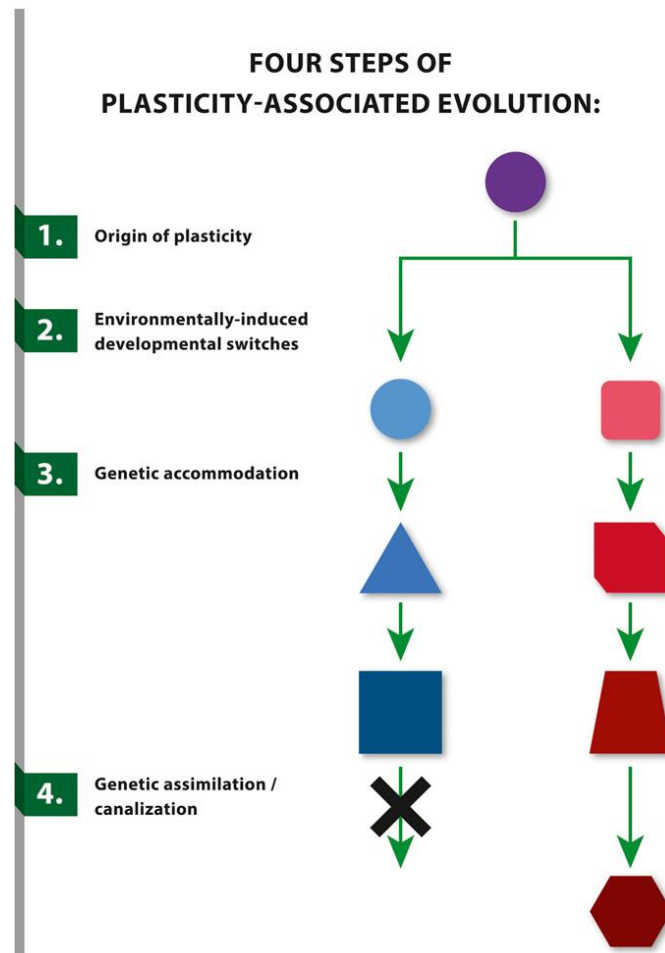 FOUR STEPS OF
PLASTICITY-ASSOCIATED EVOLUTION:
1. Origin of plasticity
2. Environmentally-induced
developmental switches
3. Genetic accommodation
4. Genetic assimilation /
canalization